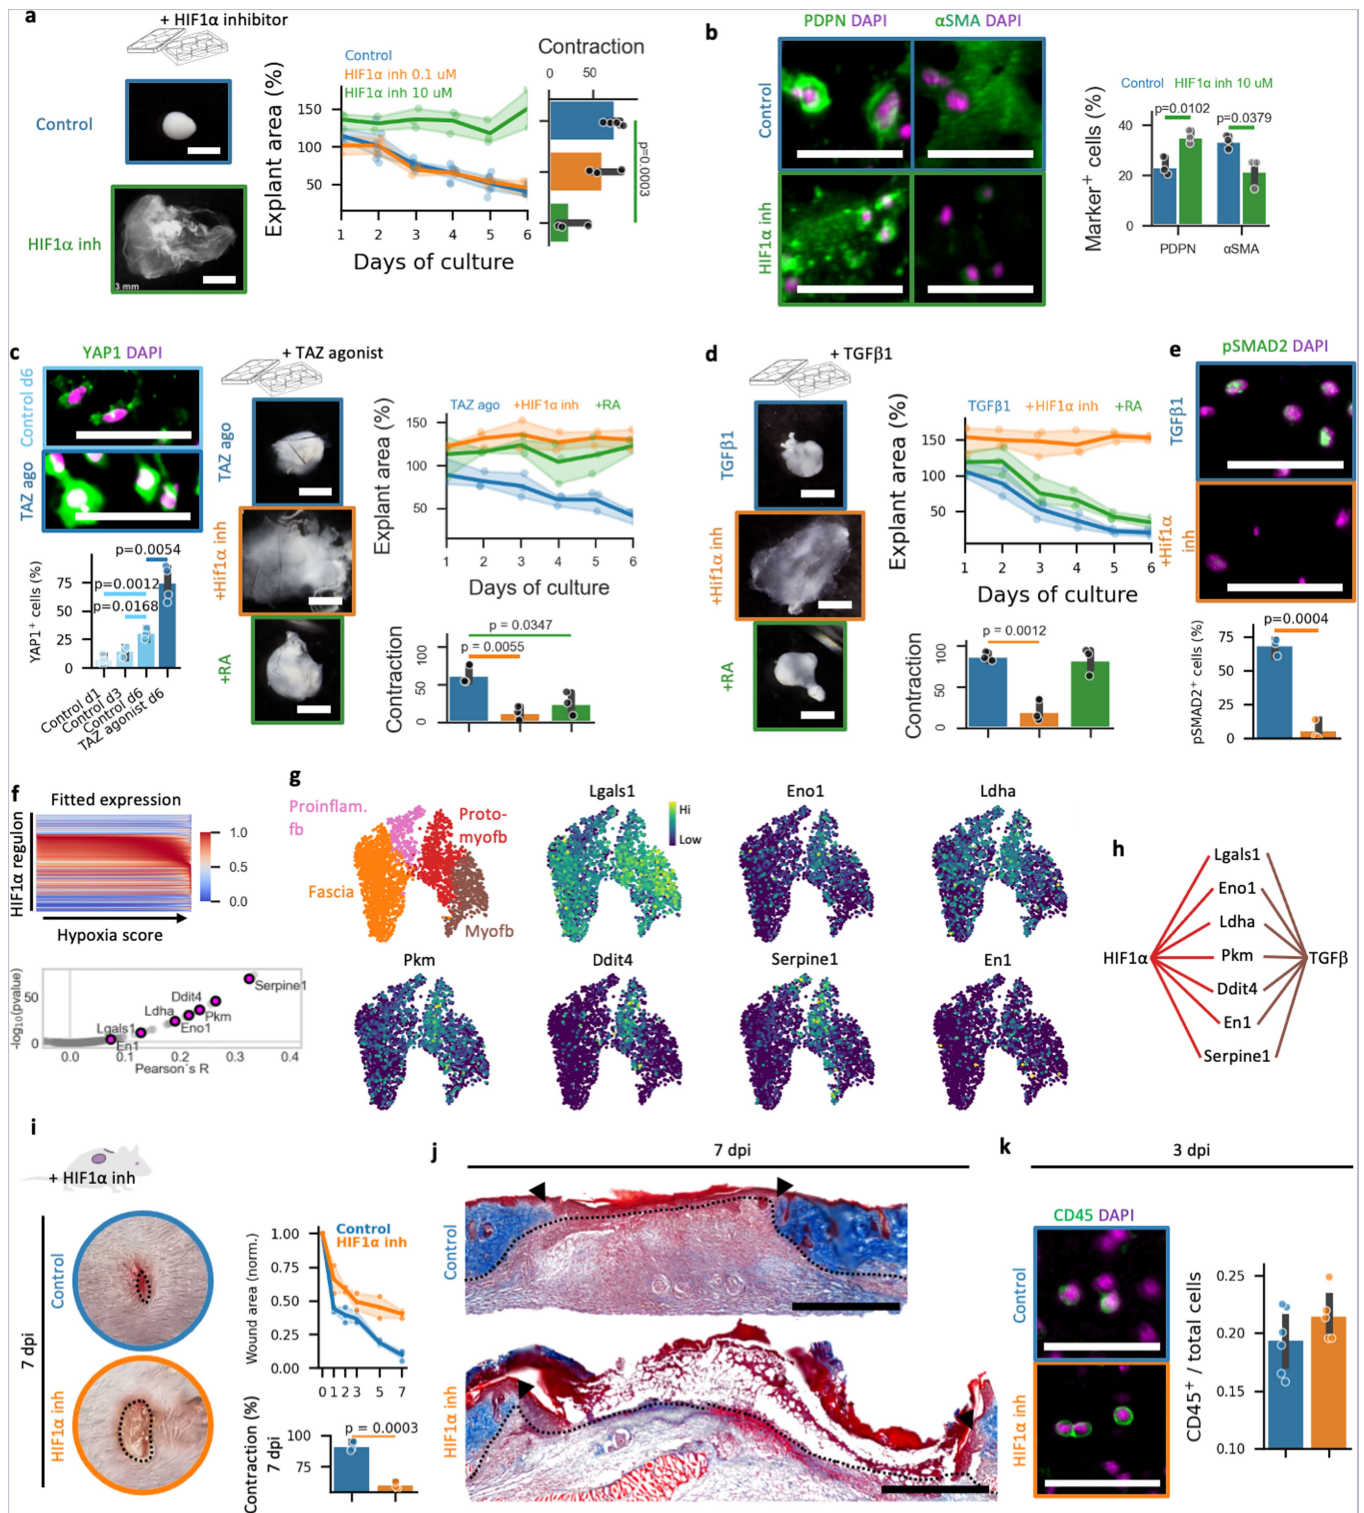 a
+ HIF1α inhibitor
Control
HIF1α inh
3 mm
Control
HIF1α inh 0.1 uM
HIF1α inh 10 uM
Explant area (%)
150
100
50
1 2 3 4 5 6
Days of culture
Contraction
0 50
p=0.0003
b
PDPN DAPI
αSMA DAPI
Control
HIF1α inh
Control HIF1α inh 10 uM
p=0.0102
p=0.0379
Marker+ cells (%)
40
20
0
PDPN αSMA
c
YAP1 DAPI
Control d6
TAZ ago
p=0.0054
p=0.0012
p=0.0168
YAP1+ cells (%)
75
50
25
0
Control d1
Control d3
Control d6
TAZ agonist d6
+ TAZ agonist
TAZ ago
+Hif1α inh
+RA
TAZ ago +HIF1α inh +RA
Explant area (%)
150
100
50
1 2 3 4 5 6
Days of culture
p = 0.0347
p = 0.0055
Contraction
100
50
0
d
+ TGFβ1
TGFβ1
+Hif1α inh
+RA
TGFβ1 +HIF1α inh +RA
Explant area (%)
150
100
50
1 2 3 4 5 6
Days of culture
p = 0.0012
Contraction
100
50
0
e
pSMAD2 DAPI
TGFβ1
+Hif1α inh
p=0.0004
pSMAD2+ cells (%)
75
50
25
0
f
Fitted expression
HIF1α regulon
1.0
0.5
0.0
Hypoxia score
-log10(pvalue)
50
0
Serpine1
Ddit4
Pkm
Ldha
Eno1
Lgals1
En1
0.0 0.1 0.2 0.3 0.4
Pearson´s R
g
Proinflam. fb
Proto-myofb
Fascia
Myofb
Lgals1
Hi
Low
Eno1
Ldha
Pkm
Ddit4
Serpine1
En1
h
HIF1α
Lgals1
Eno1
Ldha
Pkm
Ddit4
En1
Serpine1
TGFβ
i
+ HIF1α inh
7 dpi
Control
HIF1α inh
Control
HIF1α inh
Wound area (norm.)
1.00
0.75
0.50
0.25
0.00
0 1 2 3 5 7
p = 0.0003
Contraction (%)
7 dpi
100
75
j
7 dpi
Control
HIF1α inh
k
3 dpi
CD45 DAPI
Control
HIF1α inh
CD45+ / total cells
0.25
0.20
0.15
0.10